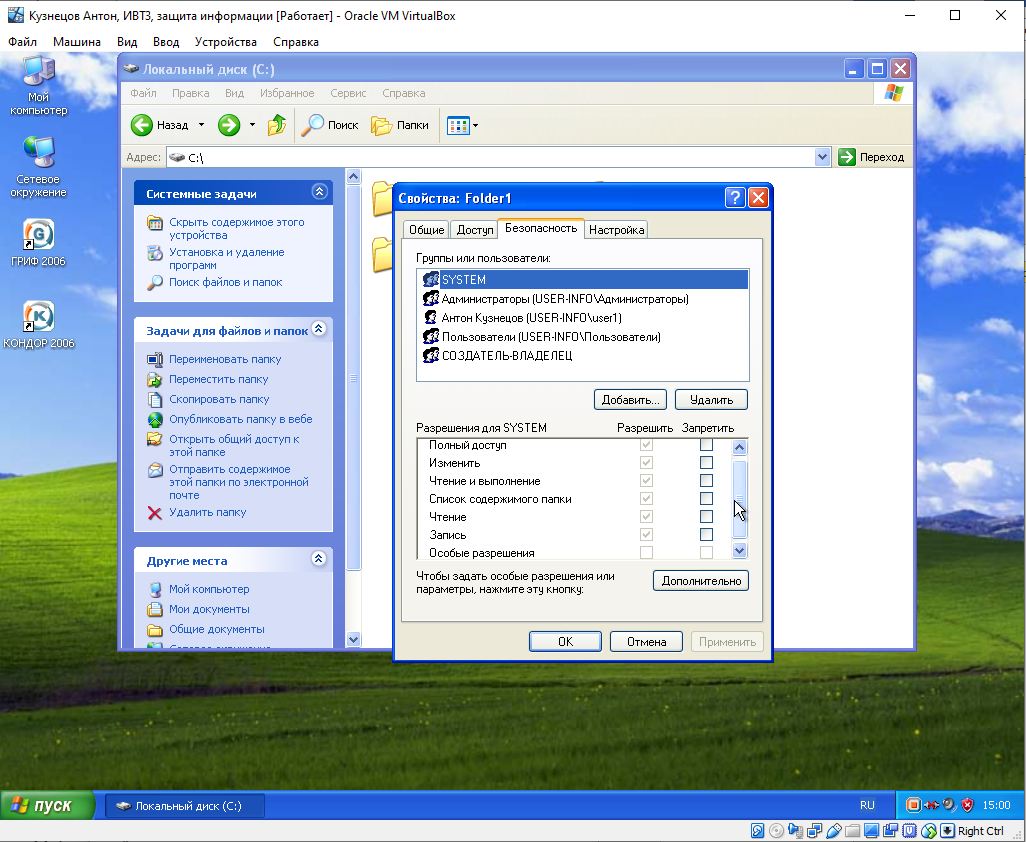 Кузнецов Антон, ИВТЗ, защита информации [Работает] - Oracle VM VirtualBox
Файл Машина Вид Ввод Устройства Справка
Мой компьютер
Сетевое окружение
ГРИФ 2006
КОНДОР 2006
Локальный диск (C:)
Файл Правка Вид Избранное Сервис Справка
Назад Поиск Папки
Адрес: C:\ Переход
Системные задачи
Скрыть содержимое этого
устройства
Установка и удаление
программ
Поиск файлов и папок
Задачи для файлов и папок
Переименовать папку
Переместить папку
Скопировать папку
Опубликовать папку в вебе
Открыть общий доступ к
этой папке
Отправить содержимое
этой папки по электронной
почте
Удалить папку
Другие места
Мой компьютер
Мои документы
Общие документы
Свойства: Folder1
Общие Доступ Безопасность Настройка
Группы или пользователи:
SYSTEM
Администраторы (USER-INFO\Администраторы)
Антон Кузнецов (USER-INFO\user1)
Пользователи (USER-INFO\Пользователи)
СОЗДАТЕЛЬ-ВЛАДЕЛЕЦ
Добавить... Удалить
Разрешения для SYSTEM Разрешить Запретить
Полный доступ
Изменить
Чтение и выполнение
Список содержимого папки
Чтение
Запись
Особые разрешения
Чтобы задать особые разрешения или
параметры, нажмите эту кнопку:
Дополнительно
OK Отмена Применить
пуск Локальный диск (C:) RU 15:00
Right Ctrl